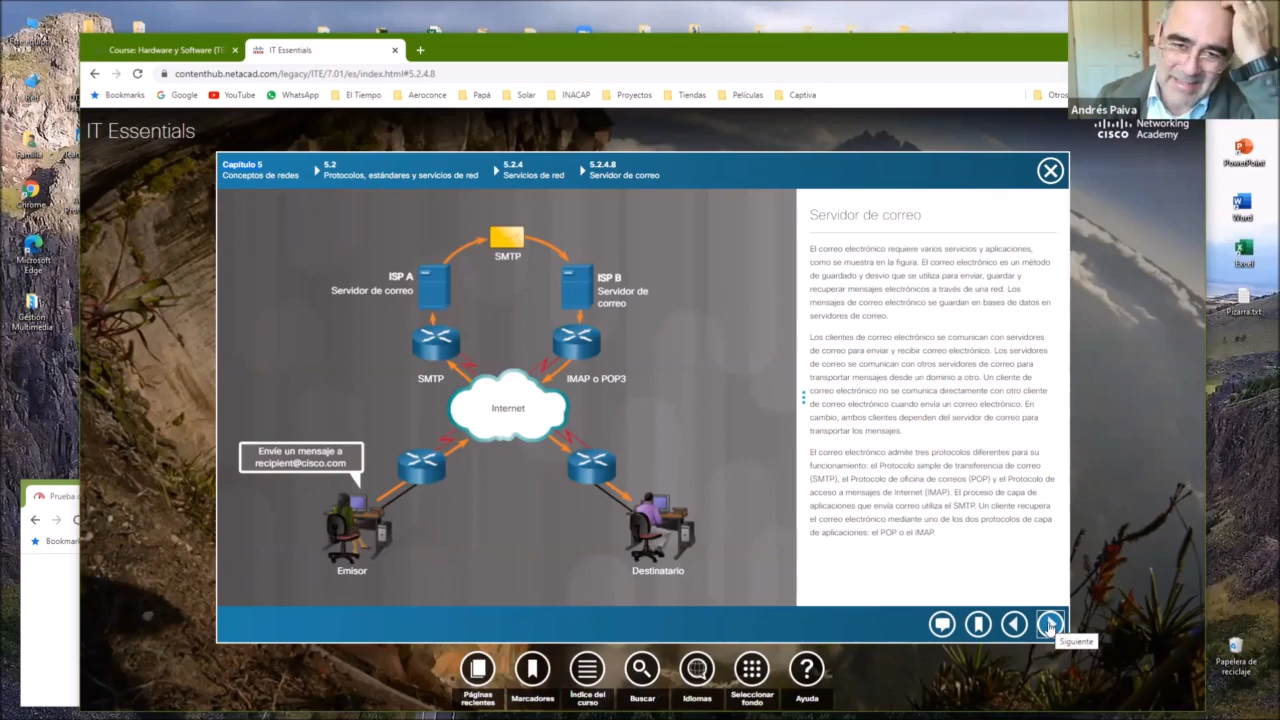 Course: Hardware y Software (TE
IT Essentials
contenthub.netacad.com/legacy/ITE/7.01/es/index.html#5.2.4.8
Bookmarks
Google
YouTube
WhatsApp
El Tiempo
Aeroconce
Papá
Solar
INACAP
Proyectos
Tiendas
Películas
Captiva
Otros
Andrés Paiva
IT Essentials
CISCO
Networking
Academy
Capítulo 5
Conceptos de redes
5.2
Protocolos, estándares y servicios de red
5.2.4
Servicios de red
5.2.4.8
Servidor de correo
SMTP
ISP A
Servidor de correo
ISP B
Servidor de
correo
SMTP
IMAP o POP3
Internet
Envíe un mensaje a
recipient@cisco.com
Emisor
Destinatario
Servidor de correo
El correo electrónico requiere varios servicios y aplicaciones,
como se muestra en la figura. El correo electrónico es un método
de guardado y desvío que se utiliza para enviar, guardar y
recuperar mensajes electrónicos a través de una red. Los
mensajes de correo electrónico se guardan en bases de datos en
servidores de correo.
Los clientes de correo electrónico se comunican con servidores
de correo para enviar y recibir correo electrónico. Los servidores
de correo se comunican con otros servidores de correo para
transportar mensajes desde un dominio a otro. Un cliente de
correo electrónico no se comunica directamente con otro cliente
de correo electrónico cuando envía un correo electrónico. En
cambio, ambos clientes dependen del servidor de correo para
transportar los mensajes.
El correo electrónico admite tres protocolos diferentes para su
funcionamiento: el Protocolo simple de transferencia de correo
(SMTP), el Protocolo de oficina de correos (POP) y el Protocolo de
acceso a mensajes de Internet (IMAP). El proceso de capa de
aplicaciones que envía correo utiliza el SMTP. Un cliente recupera
el correo electrónico mediante uno de los dos protocolos de capa
de aplicaciones: el POP o el IMAP.
Siguiente
Páginas
recientes
Marcadores
Índice del
curso
Buscar
Idiomas
Seleccionar
fondo
Ayuda
Red
Familia
Chrome
Microsoft
Edge
Gestión
Multimedia
Prueba
Bookmar
PowerPoint
Word
Excel
Pizarra.txt
Papelera de
reciclaje